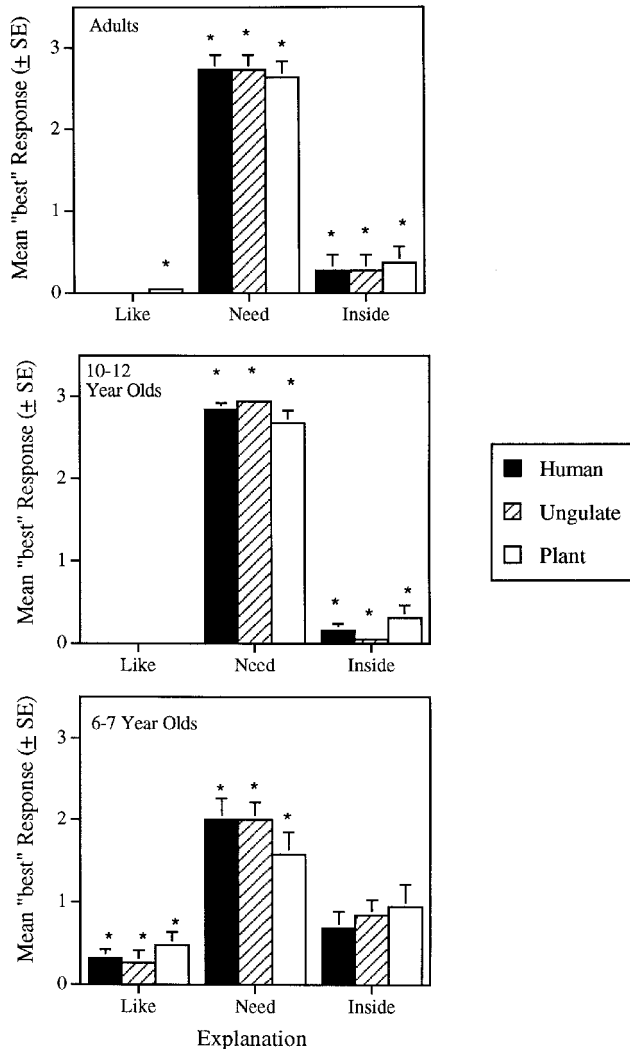 Adults
Mean "best" Response (± SE)
3
2
1
0
* * *
*
* * *
Like Need Inside
10-12
Year Olds
Mean "best" Response (± SE)
3
2
1
0
* * *
* * *
Like Need Inside
Human
Ungulate
Plant
6-7 Year Olds
Mean "best" Response (± SE)
3
2
1
0
* * *
* * *
Like Need Inside
Explanation